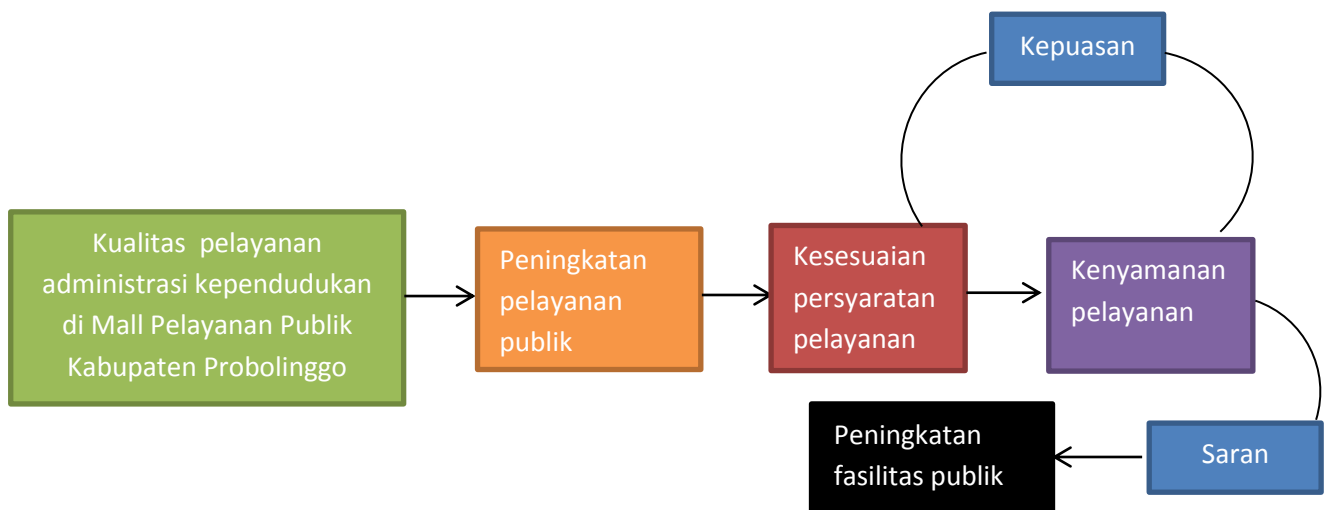 Kepuasan
Kualitas pelayanan
administrasi kependudukan
di Mall Pelayanan Publik
Kabupaten Probolinggo
Peningkatan
pelayanan
publik
Kesesuaian
persyaratan
pelayanan
Kenyamanan
pelayanan
Peningkatan
fasilitas publik
Saran